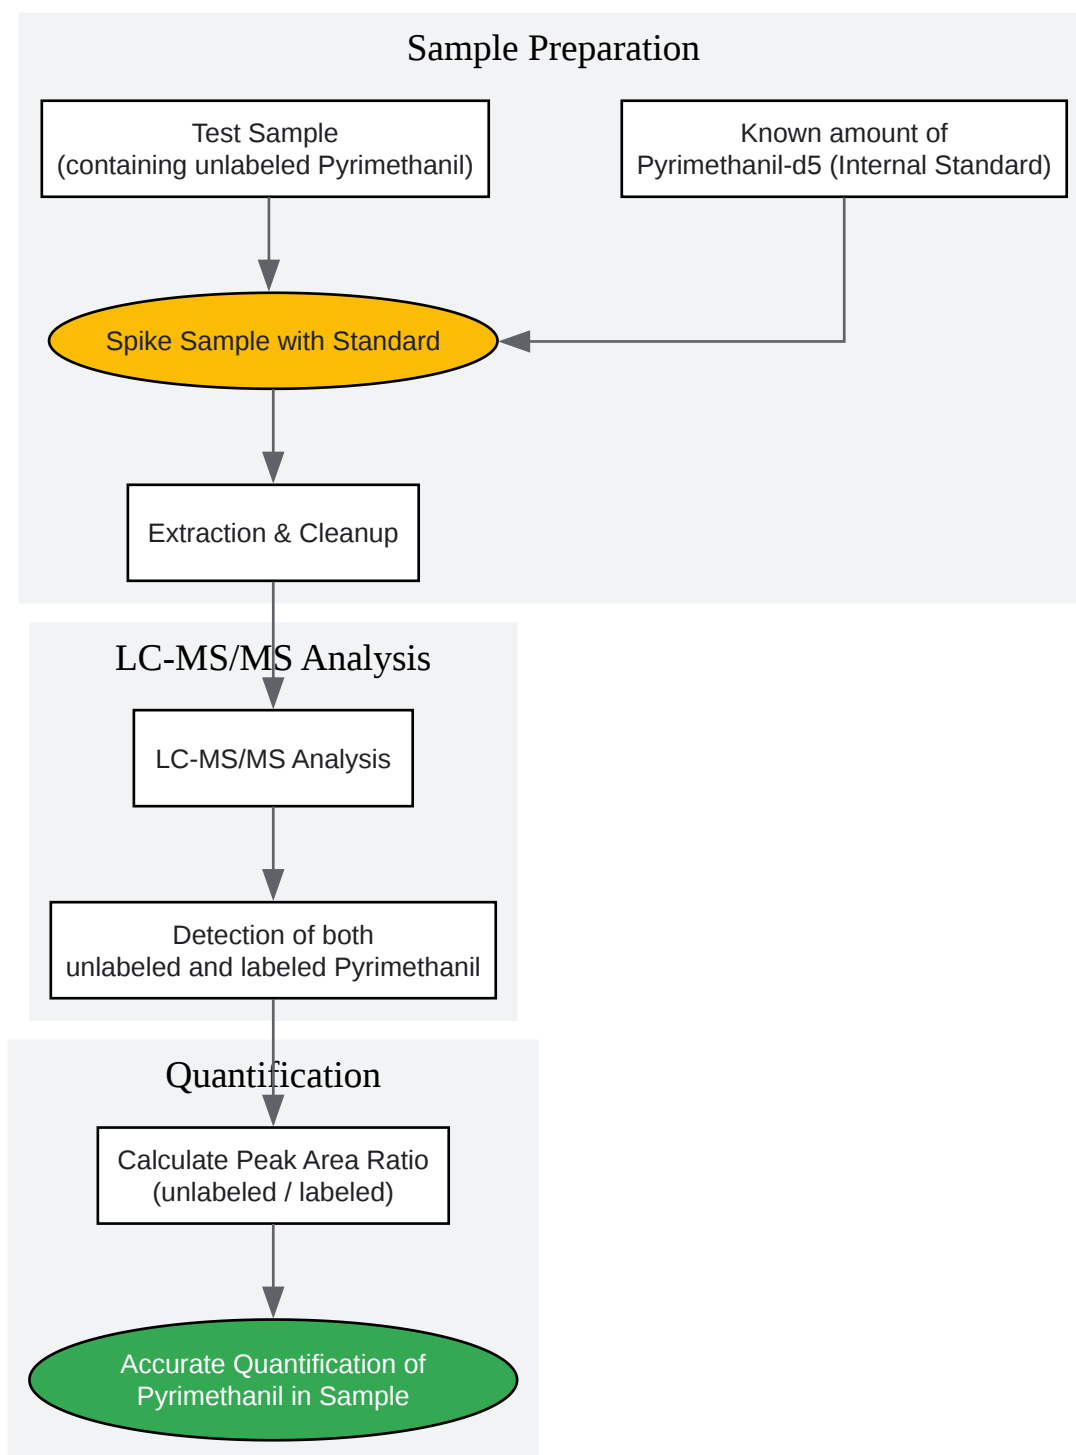 Sample Preparation
Test Sample
(containing unlabeled Pyrimethanil)
Known amount of
Pyrimethanil-d5 (Internal Standard)
Spike Sample with Standard
Extraction & Cleanup
LC-MS/MS Analysis
LC-MS/MS Analysis
Detection of both
unlabeled and labeled Pyrimethanil
Quantification
Calculate Peak Area Ratio
(unlabeled / labeled)
Accurate Quantification of
Pyrimethanil in Sample